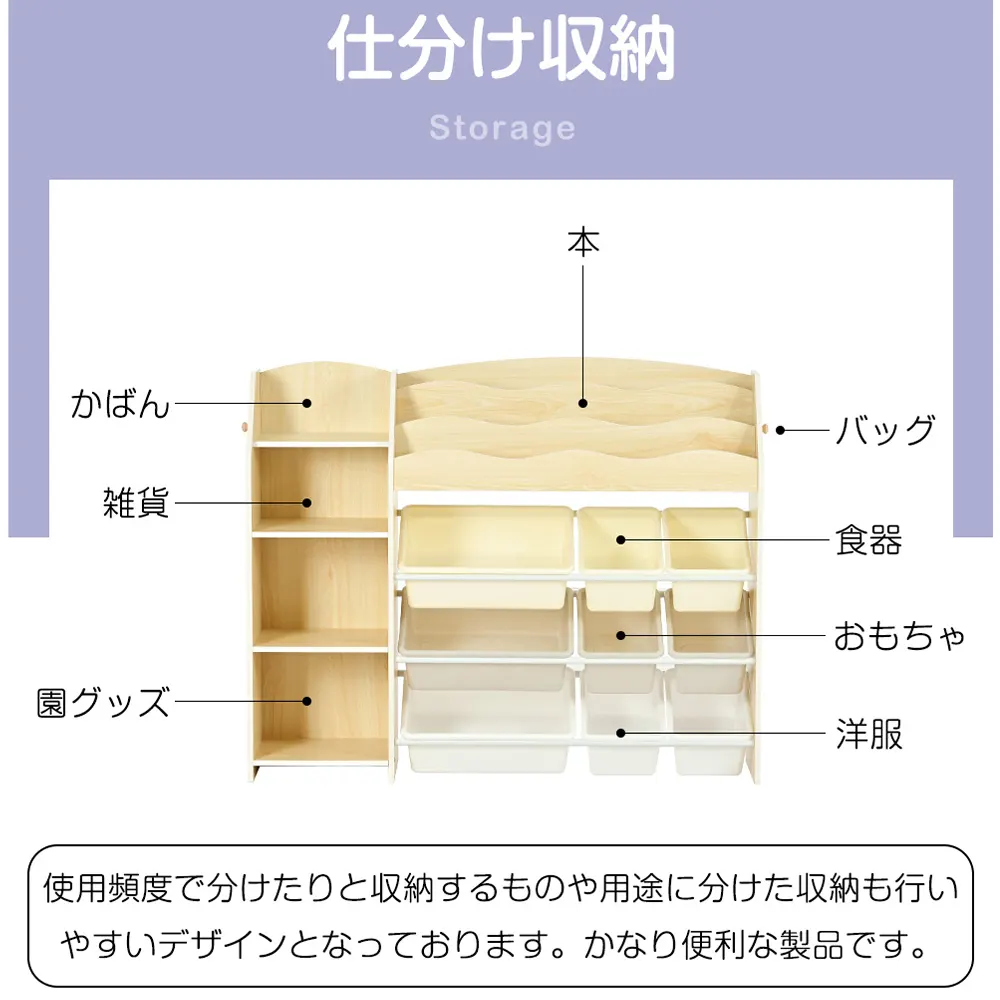 仕分け収納
Storage
本
かばん
バッグ
雑貨
食器
おもちゃ
園グッズ
洋服
使用頻度で分けたりと収納するものや用途に分けた収納も行い
やすいデザインとなっております。かなり便利な製品です。